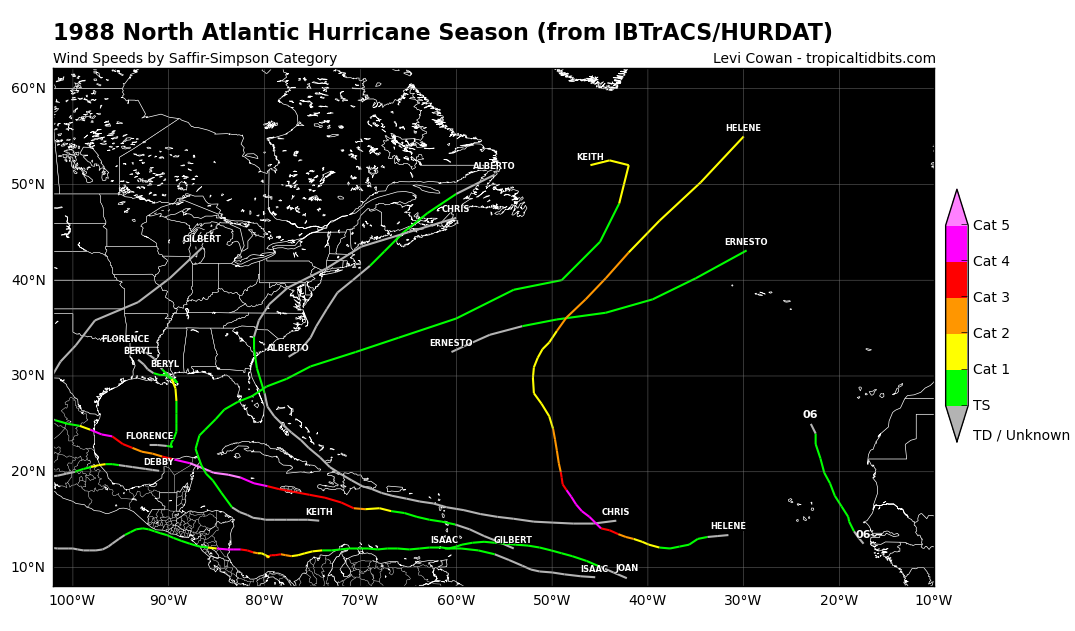 1988 North Atlantic Hurricane Season (from IBTrACS/HURDAT)
Wind Speeds by Saffir-Simpson Category
Levi Cowan - tropicaltidbits.com
60°N
50°N
40°N
30°N
20°N
10°N
HELENE
KEITH
ALBERTO
CHRIS
GILBERT
ERNESTO
FLORENCE
BERYL
BERYL
ALBERTO
ERNESTO
06
FLORENCE
DEBBY
KEITH
CHRIS
HELENE
06
ISAAC
GILBERT
ISAAC
JOAN
100°W
90°W
80°W
70°W
60°W
50°W
40°W
30°W
20°W
10°W
Cat 5
Cat 4
Cat 3
Cat 2
Cat 1
TS
TD / Unknown